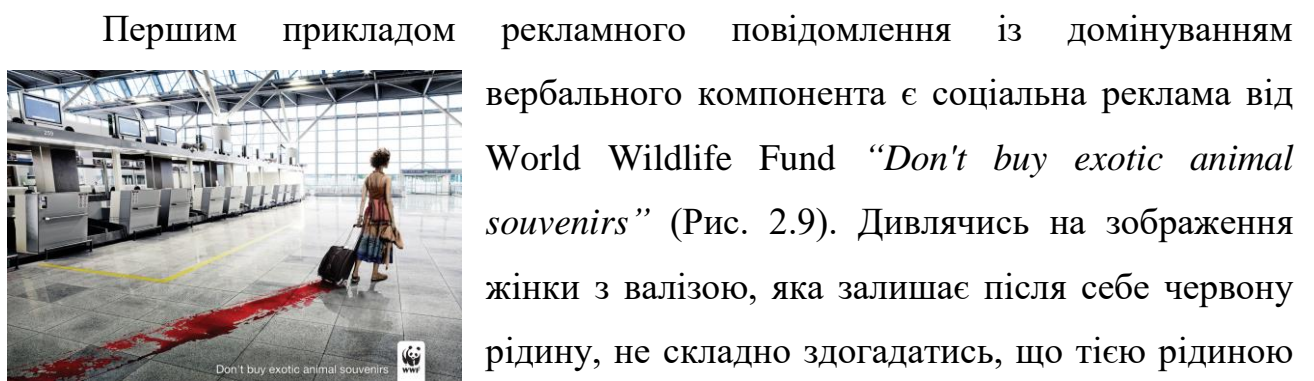 Першим прикладом рекламного повідомлення із домінуванням
вербального компонента є соціальна реклама від
World Wildlife Fund “Don't buy exotic animal
souvenirs” (Рис. 2.9). Дивлячись на зображення
жінки з валізою, яка залишає після себе червону
рідину, не складно здогадатись, що тією рідиною
Don't buy exotic animal souvenirs
WWF